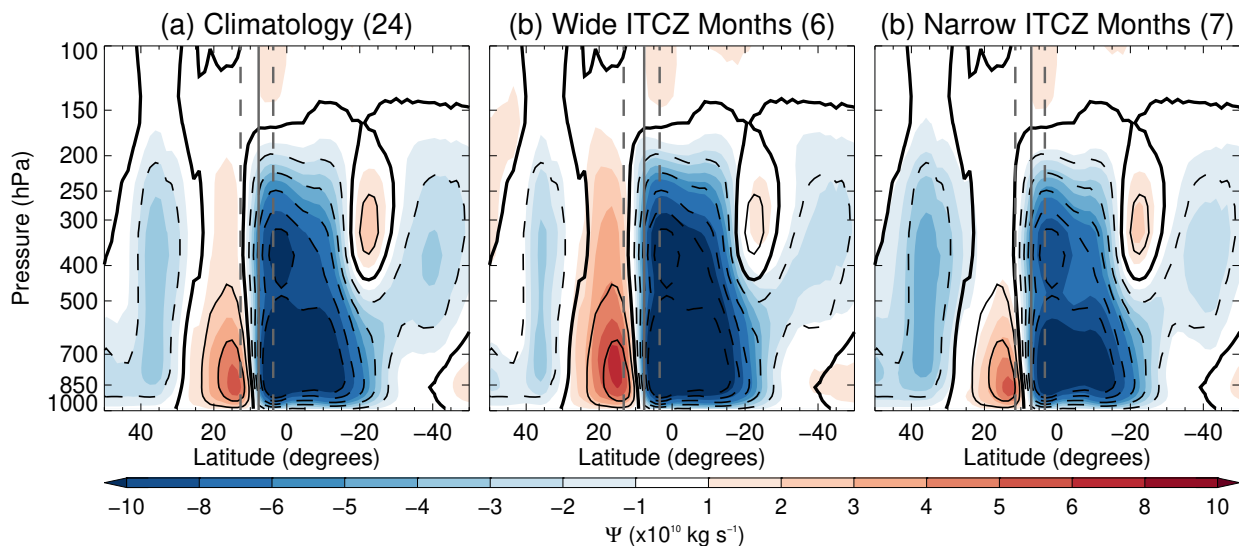 (a) Climatology (24)
(b) Wide ITCZ Months (6)
(b) Narrow ITCZ Months (7)
Pressure (hPa)
100
150
200
250
300
400
500
700
850
1000
40 20 0 −20 −40
40 20 0 −20 −40
40 20 0 −20 −40
Latitude (degrees)
Latitude (degrees)
Latitude (degrees)
−10 −8 −6 −5 −4 −3 −2 −1 1 2 3 4 5 6 8 10
Ψ (x10¹⁰ kg s⁻¹)